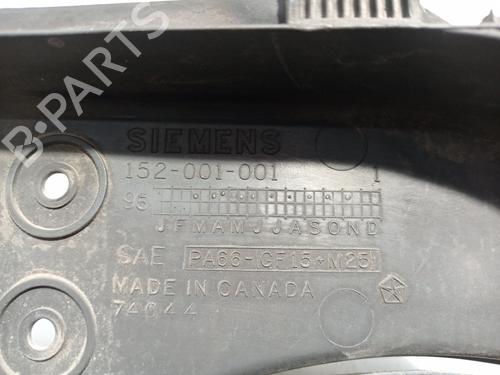 B-PARTS
SIEMENS
152-001-001 1
95
J F M A M J J A S O N D
SAE PA66-GF15+M25
MADE IN CANADA
74044